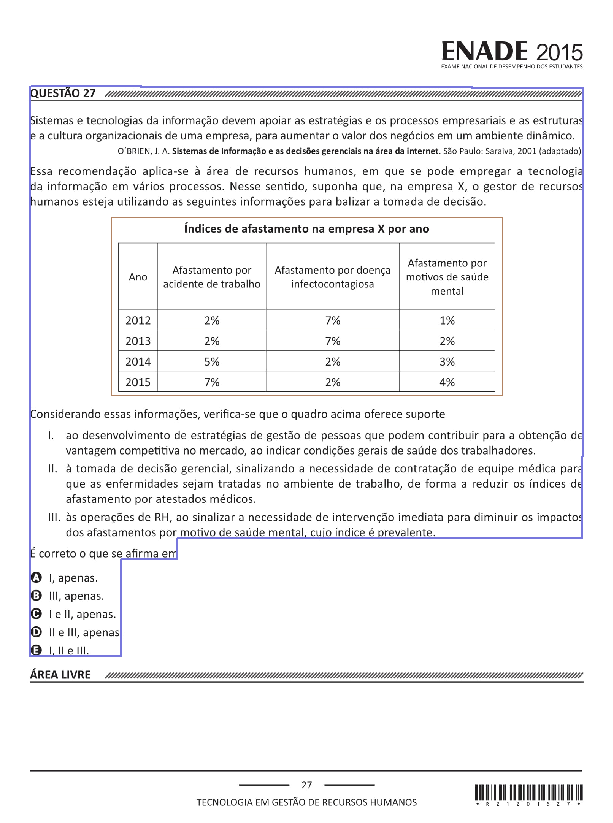 ENADE 2015
EXAME NACIONAL DE DESEMPENHO DOS ESTUDANTES
QUESTÃO 27
Sistemas e tecnologias da informação devem apoiar as estratégias e os processos empresariais e as estruturas
e a cultura organizacionais de uma empresa, para aumentar o valor dos negócios em um ambiente dinâmico.
O´BRIEN, J. A. Sistemas de informação e as decisões gerenciais na área da internet. São Paulo: Saraiva, 2001 (adaptado)
Essa recomendação aplica-se à área de recursos humanos, em que se pode empregar a tecnologia
da informação em vários processos. Nesse sentido, suponha que, na empresa X, o gestor de recursos
humanos esteja utilizando as seguintes informações para balizar a tomada de decisão.
Índices de afastamento na empresa X por ano
Ano
Afastamento por
acidente de trabalho
Afastamento por doença
infectocontagiosa
Afastamento por
motivos de saúde
mental
2012 2% 7% 1%
2013 2% 7% 2%
2014 5% 2% 3%
2015 7% 2% 4%
Considerando essas informações, verifica-se que o quadro acima oferece suporte
I. ao desenvolvimento de estratégias de gestão de pessoas que podem contribuir para a obtenção de
vantagem competitiva no mercado, ao indicar condições gerais de saúde dos trabalhadores.
II. à tomada de decisão gerencial, sinalizando a necessidade de contratação de equipe médica para
que as enfermidades sejam tratadas no ambiente de trabalho, de forma a reduzir os índices de
afastamento por atestados médicos.
III. às operações de RH, ao sinalizar a necessidade de intervenção imediata para diminuir os impactos
dos afastamentos por motivo de saúde mental, cujo índice é prevalente.
É correto o que se afirma em
A I, apenas.
B III, apenas.
C I e II, apenas.
D II e III, apenas
E I, II e III.
ÁREA LIVRE
27
TECNOLOGIA EM GESTÃO DE RECURSOS HUMANOS
*R21201527*